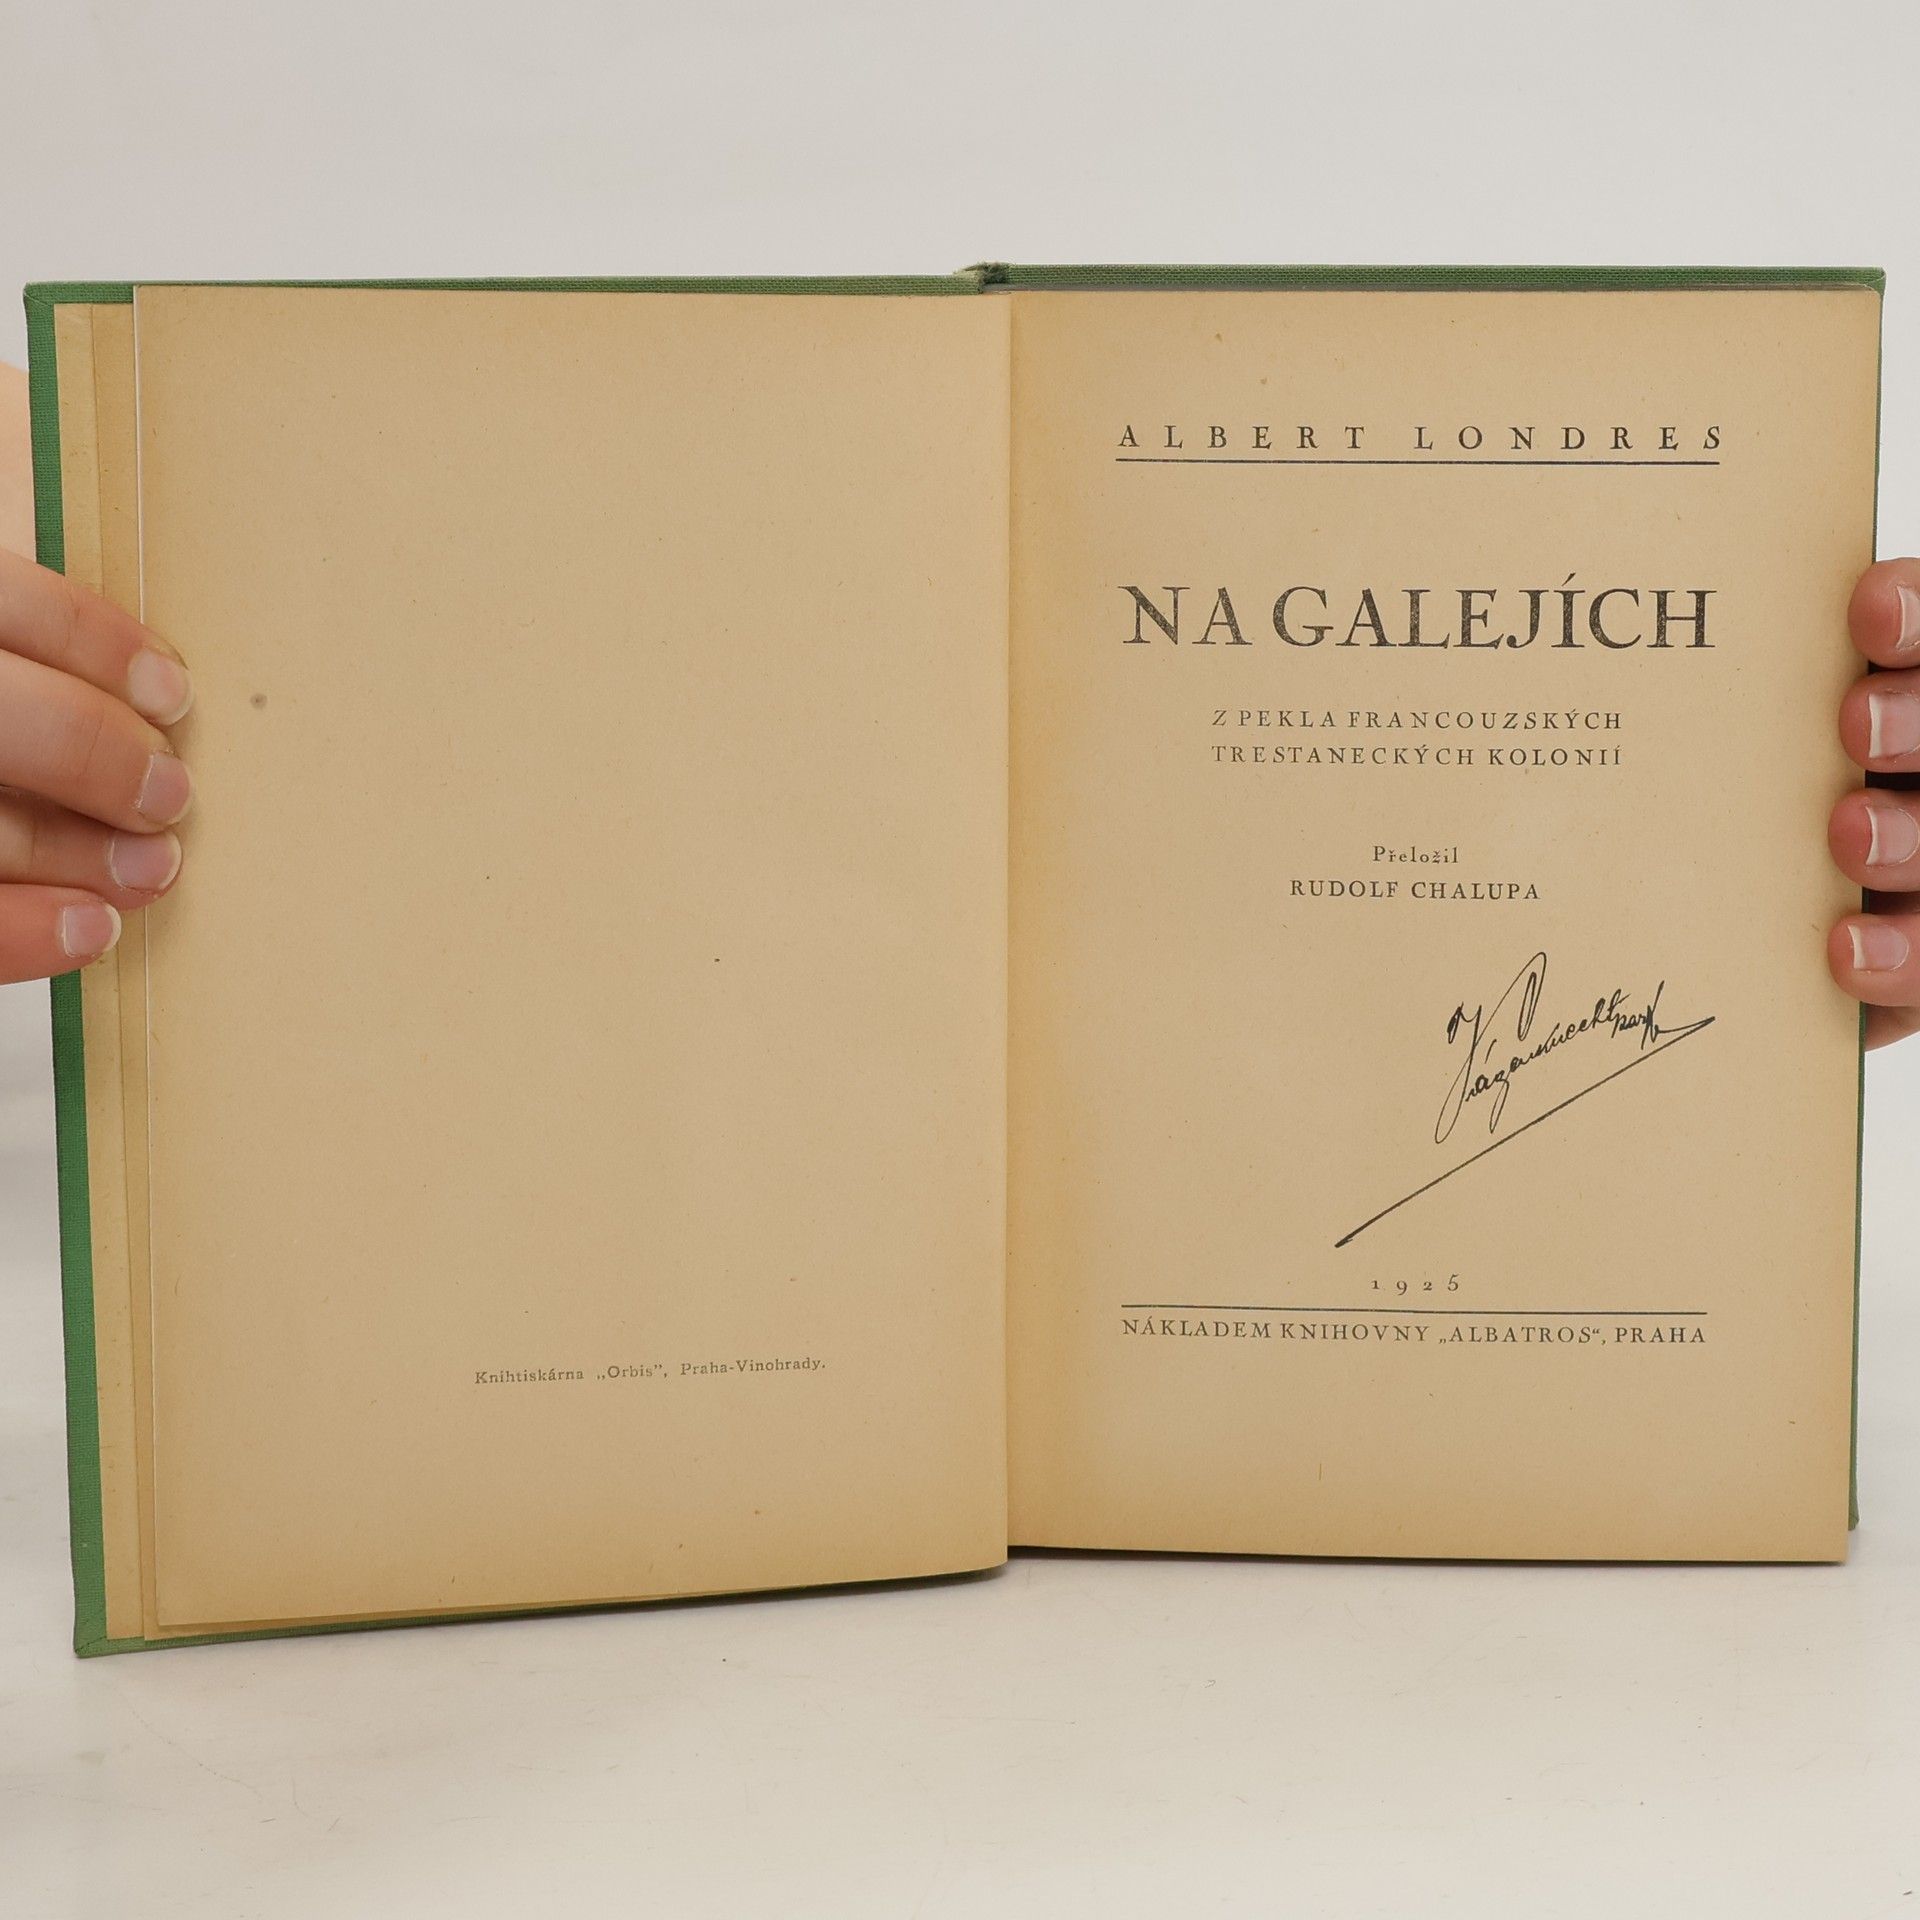 Knihtiskárna „Orbis”, Praha-Vinohrady.
ALBERT LONDRES
NA GALEJÍCH
Z PEKLA FRANCOUZSKÝCH
TRESTANECKÝCH KOLONIÍ
Přeložil
RUDOLF CHALUPA
1925
NÁKLADEM KNIHOVNY „ALBATROS“, PRAHA